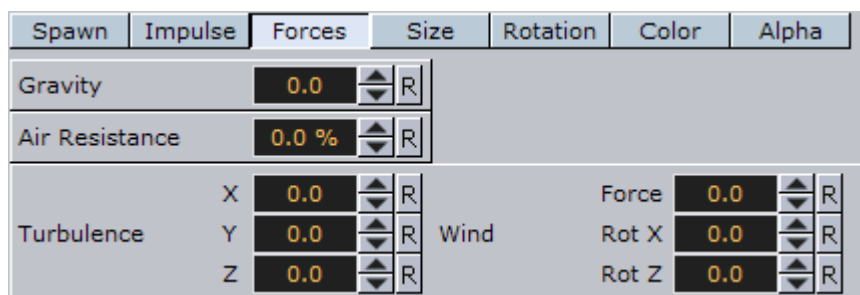 Spawn Impulse Forces Size Rotation Color Alpha
Gravity 0.0 R
Air Resistance 0.0 % R
X 0.0 R Force 0.0 R
Turbulence Y 0.0 R Wind Rot X 0.0 R
Z 0.0 R Rot Z 0.0 R